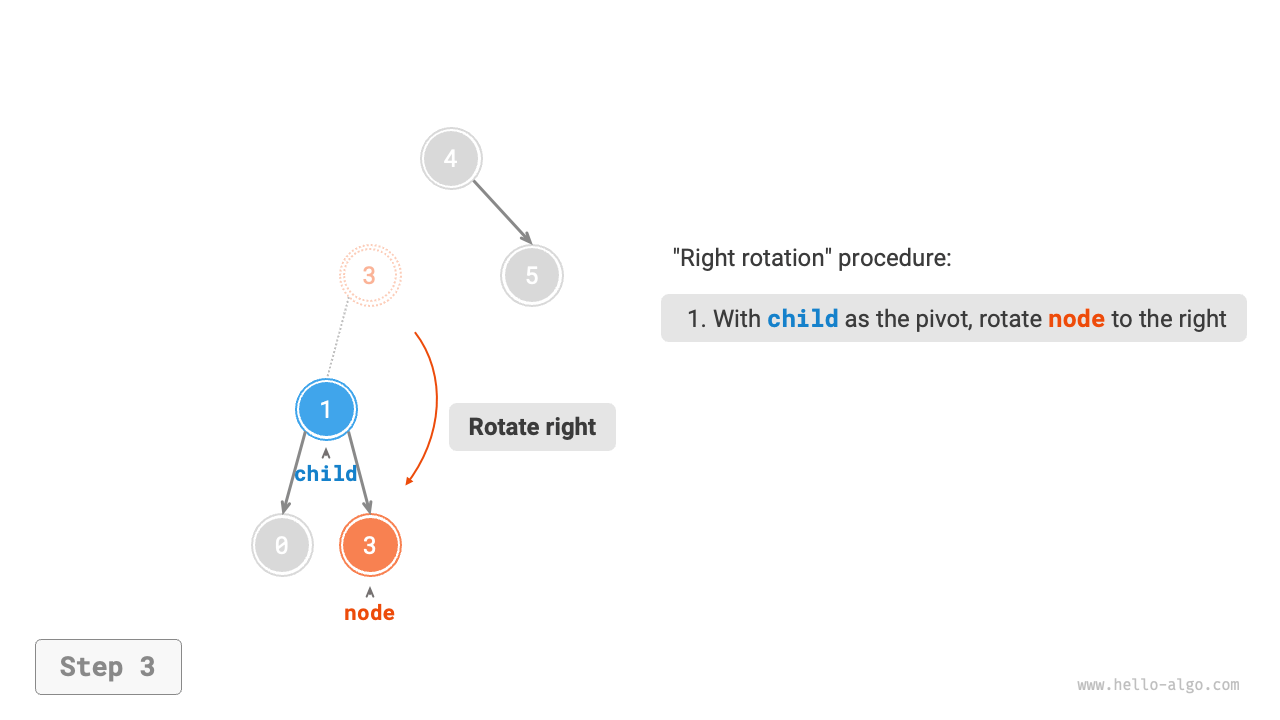 4
3
5
"Right rotation" procedure:
1. With child as the pivot, rotate node to the right
1
Rotate right
child
0
3
node
Step 3
www.hello-algo.com